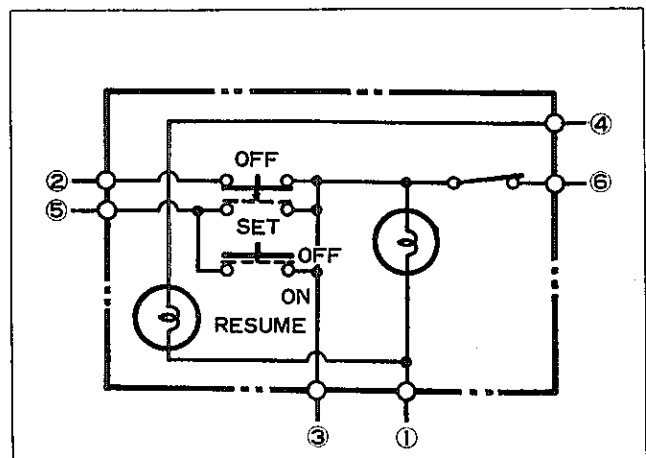 ④
OFF
②
⑥
⑤
SET
OFF
ON
RESUME
③ ①